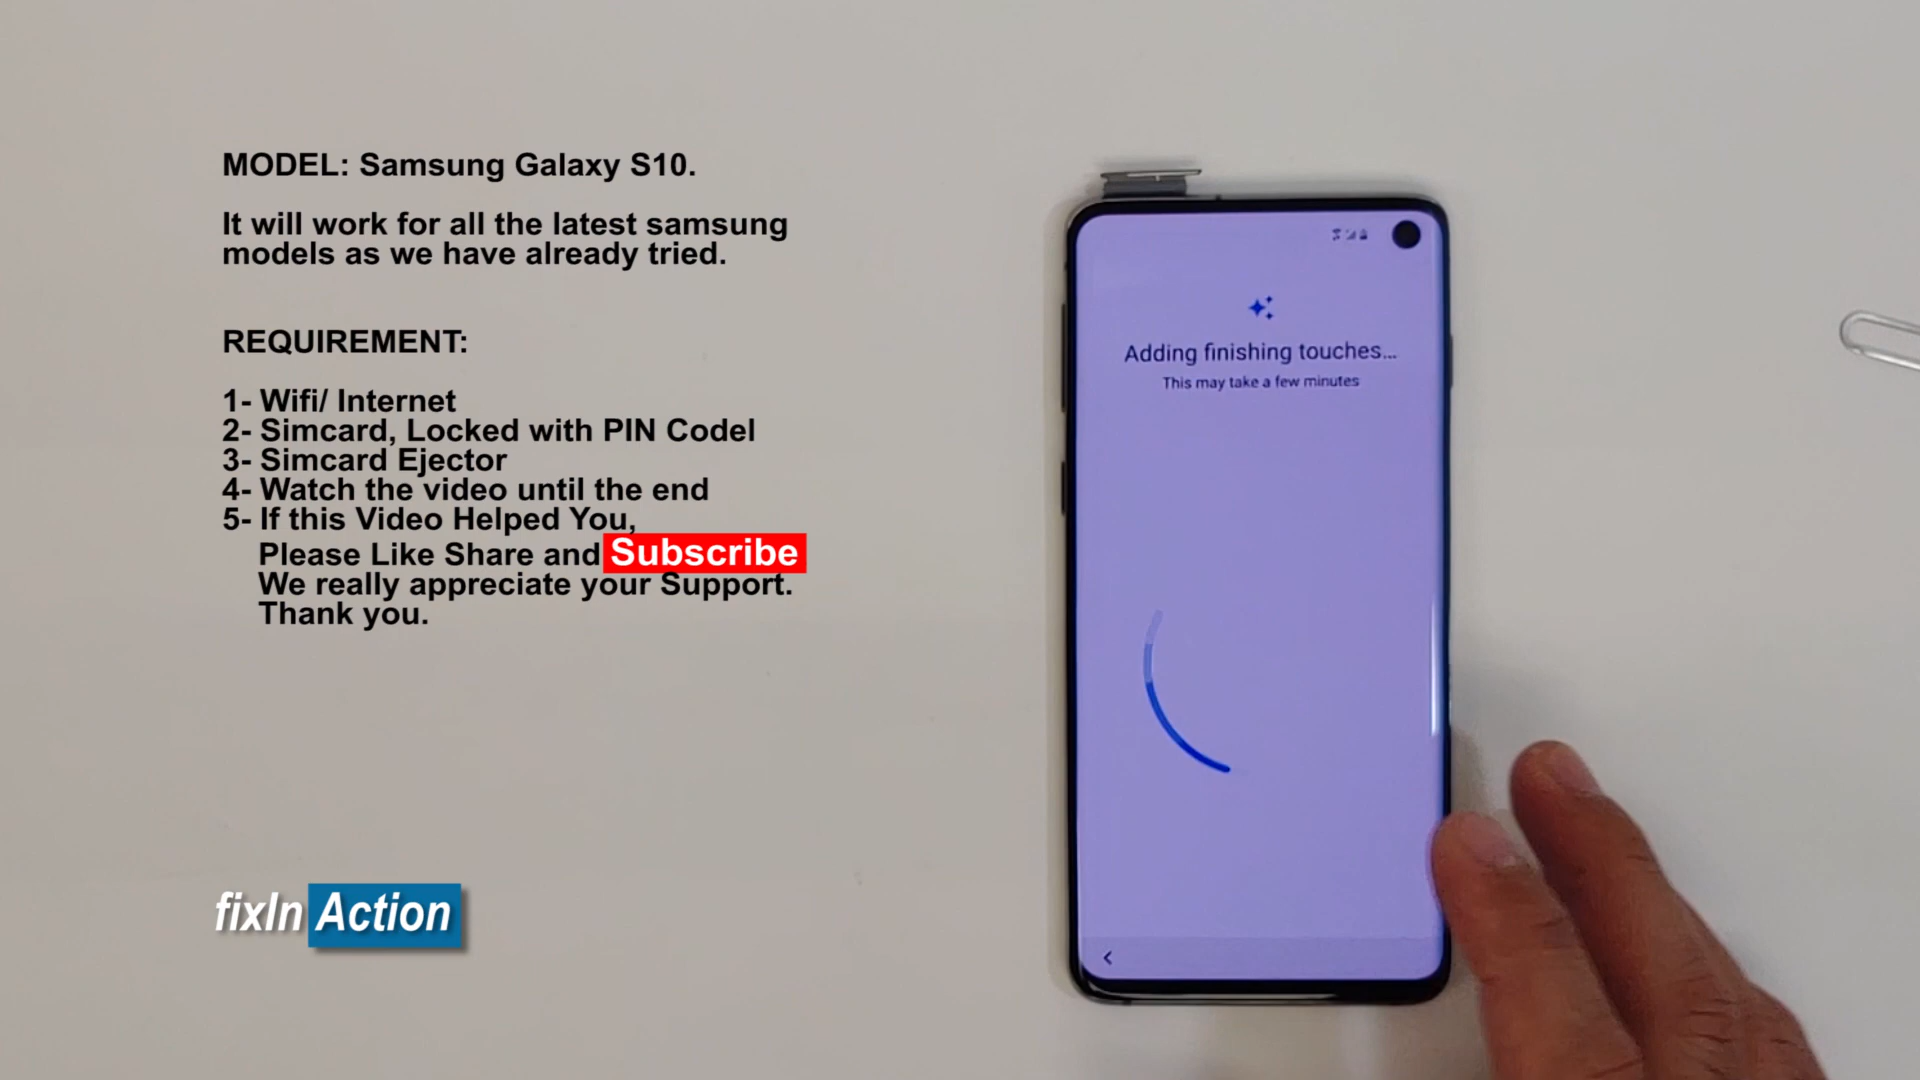 MODEL: Samsung Galaxy S10.
It will work for all the latest samsung
models as we have already tried.
REQUIREMENT:
1- Wifi/ Internet
2- Simcard, Locked with PIN Codel
3- Simcard Ejector
4- Watch the video until the end
5- If this Video Helped You,
Please Like Share and Subscribe
We really appreciate your Support.
Thank you.
fixIn Action
Adding finishing touches...
This may take a few minutes